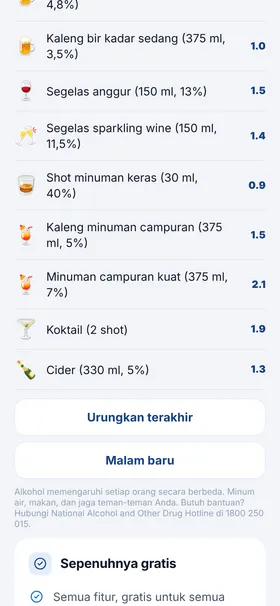 4,8%)
Kaleng bir kadar sedang (375 ml,
3,5%)
1.0
Segelas anggur (150 ml, 13%)
1.5
Segelas sparkling wine (150 ml,
11,5%)
1.4
Shot minuman keras (30 ml,
40%)
0.9
Kaleng minuman campuran (375
ml, 5%)
1.5
Minuman campuran kuat (375 ml,
7%)
2.1
Koktail (2 shot)
1.9
Cider (330 ml, 5%)
1.3
Urungkan terakhir
Malam baru
Alkohol memengaruhi setiap orang secara berbeda. Minum
air, makan, dan jaga teman-teman Anda. Butuh bantuan?
Hubungi National Alcohol and Other Drug Hotline di 1800 250
015.
Sepenuhnya gratis
Semua fitur, gratis untuk semua